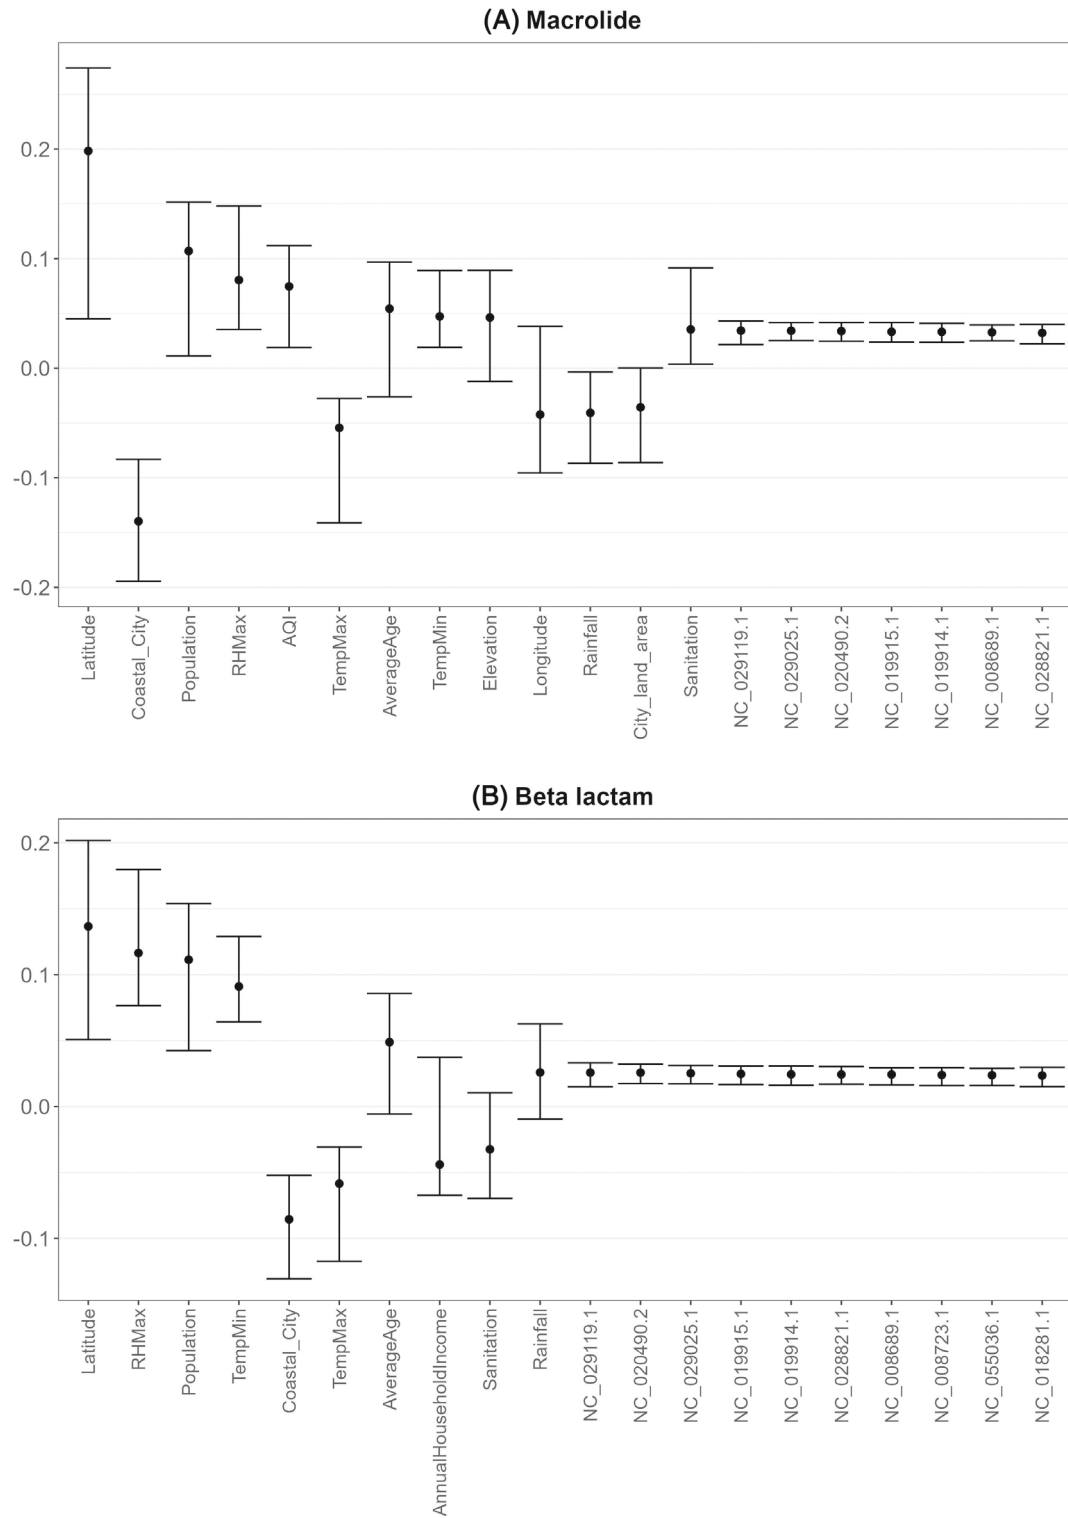 (A) Macrolide
0.2
0.1
0.0
-0.1
-0.2
Latitude
Coastal_City
Population
RHMax
AQI
TempMax
AverageAge
TempMin
Elevation
Longitude
Rainfall
City_land_area
Sanitation
NC_029119.1
NC_029025.1
NC_020490.2
NC_019915.1
NC_019914.1
NC_008689.1
NC_028821.1
(B) Beta lactam
0.2
0.1
0.0
-0.1
Latitude
RHMax
Population
TempMin
Coastal_City
TempMax
AverageAge
AnnualHouseholdIncome
Sanitation
Rainfall
NC_029119.1
NC_020490.2
NC_029025.1
NC_019915.1
NC_019914.1
NC_028821.1
NC_008689.1
NC_008723.1
NC_055036.1
NC_018281.1